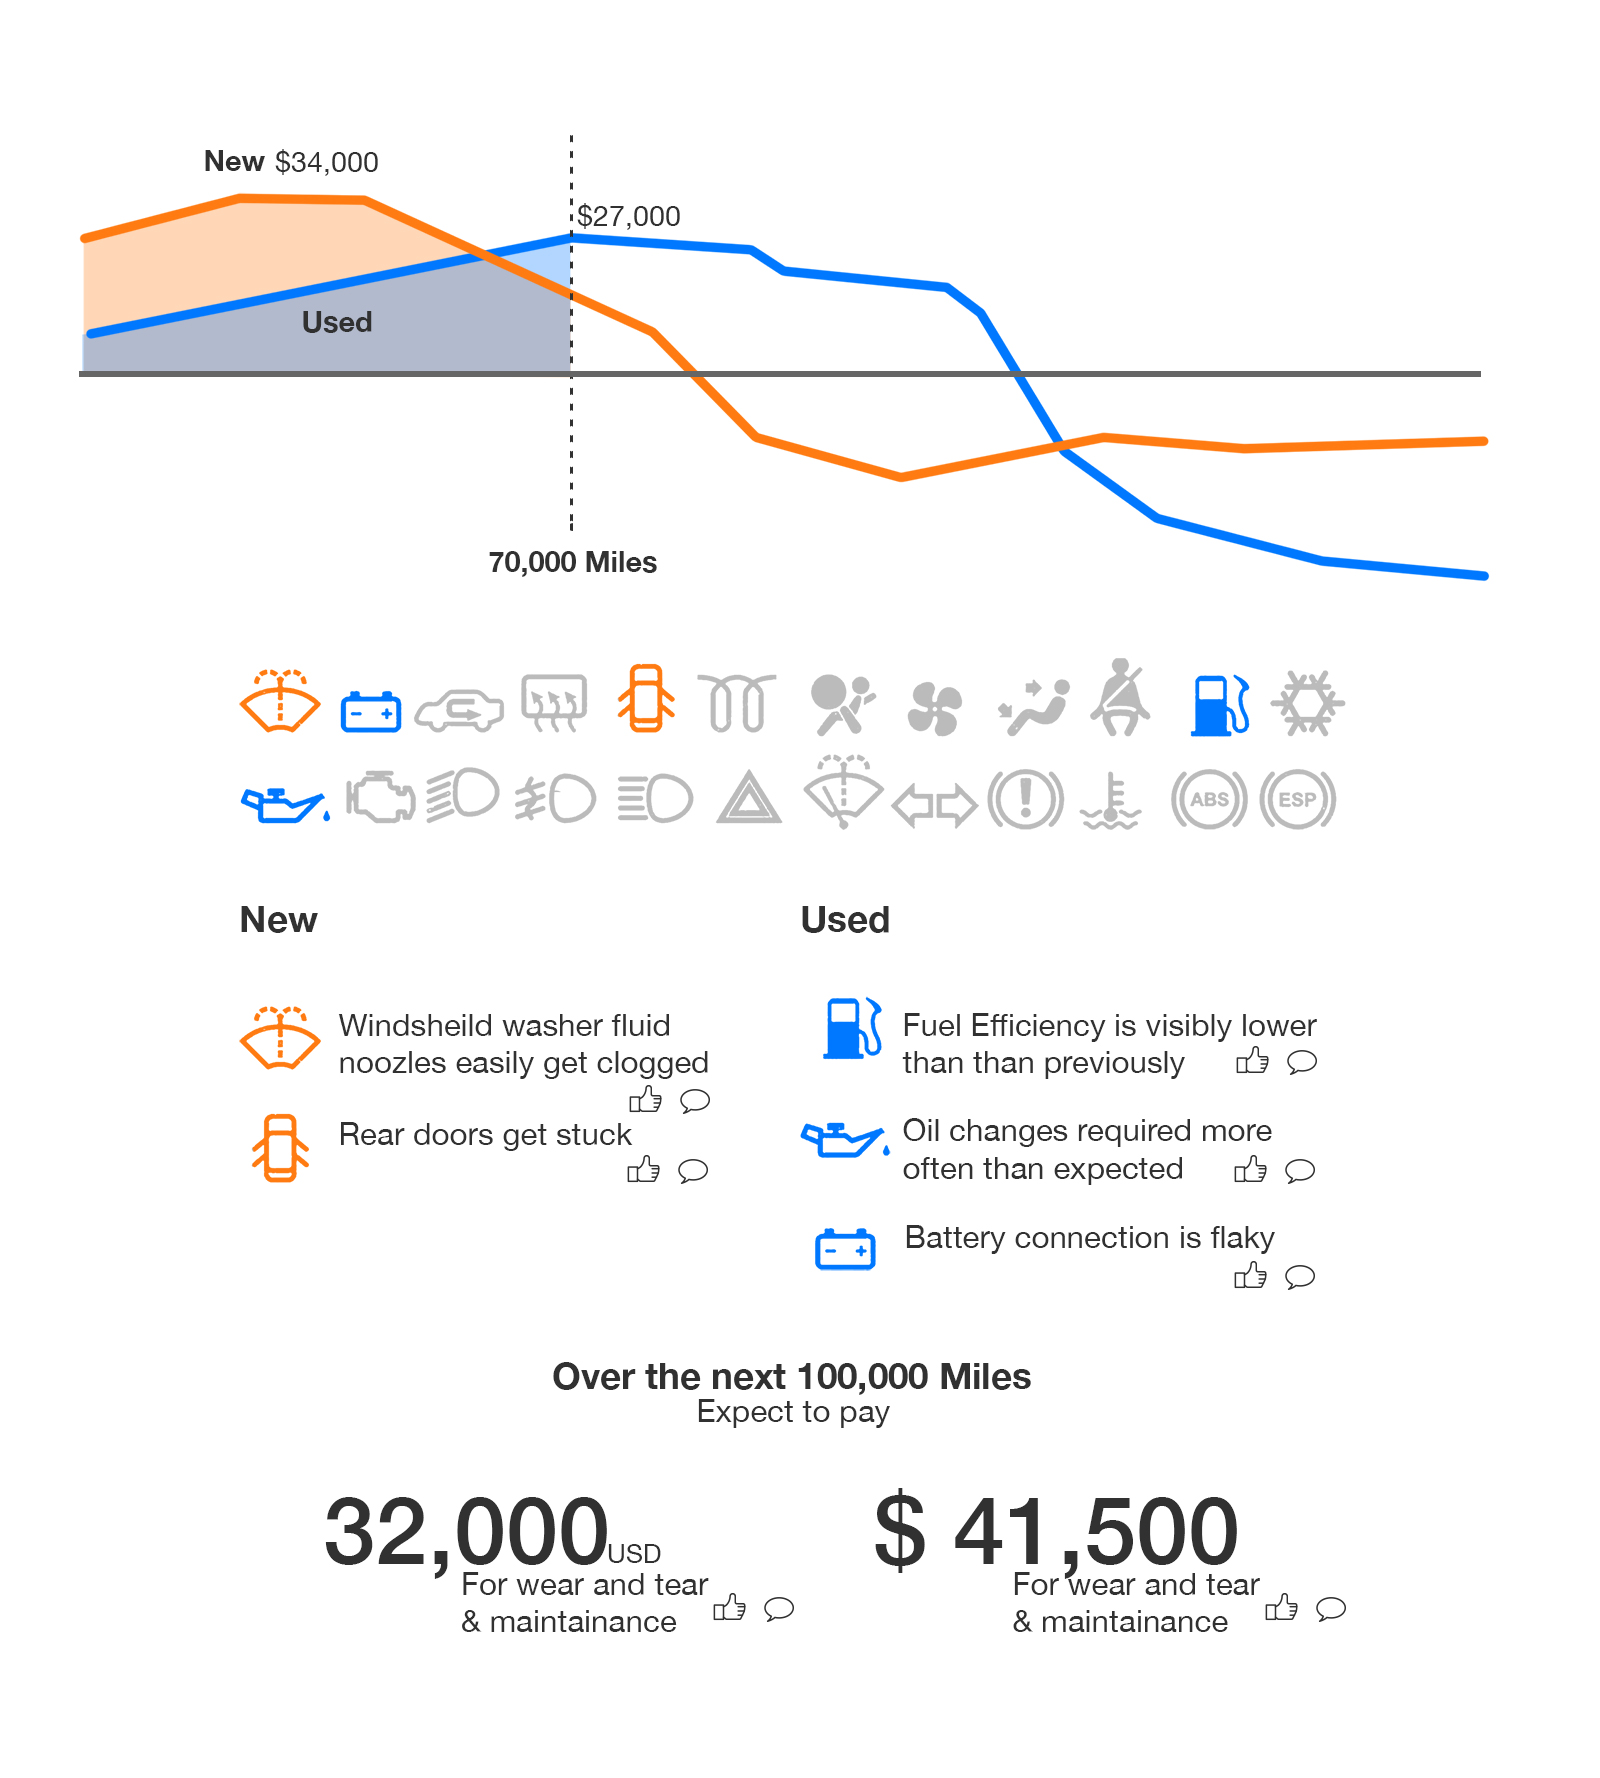 New $34,000
$27,000
Used
70,000 Miles
ABS
ESP
New
Used
Windsheild washer fluid
noozles easily get clogged
Rear doors get stuck
Fuel Efficiency is visibly lower
than than previously
Oil changes required more
often than expected
Battery connection is flaky
Over the next 100,000 Miles
Expect to pay
32,000USD
For wear and tear
& maintainance
$ 41,500
For wear and tear
& maintainance